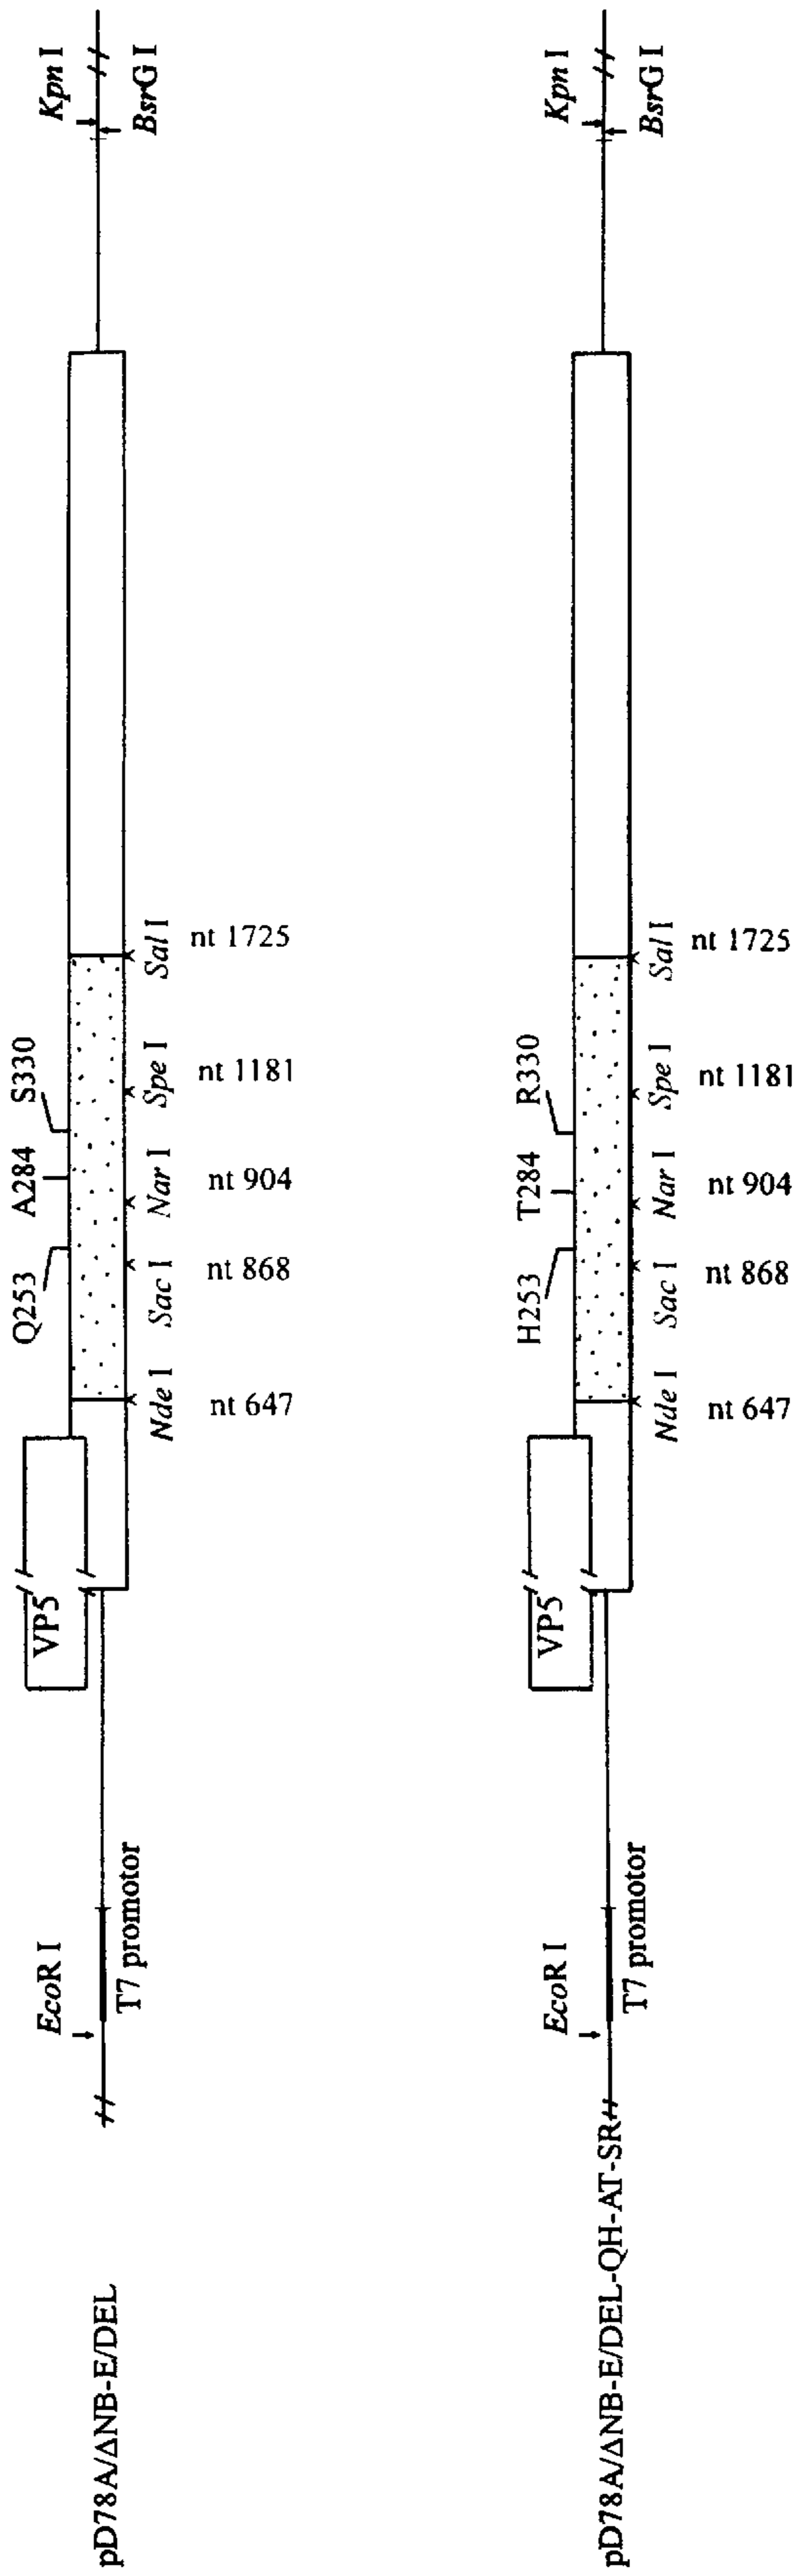 pD78A/ΔNB-E/DEL
EcoR I
T7 promotor
VP5
Q253
A284
S330
Nde I
Sac I
Nar I
Spe I
Sal I
nt 647
nt 868
nt 904
nt 1181
nt 1725
Kpn I
BsrG I
pD78A/ΔNB-E/DEL-QH-AT-SR
EcoR I
T7 promotor
VP5
H253
T284
R330
Nde I
Sac I
Nar I
Spe I
Sal I
nt 647
nt 868
nt 904
nt 1181
nt 1725
Kpn I
BsrG I